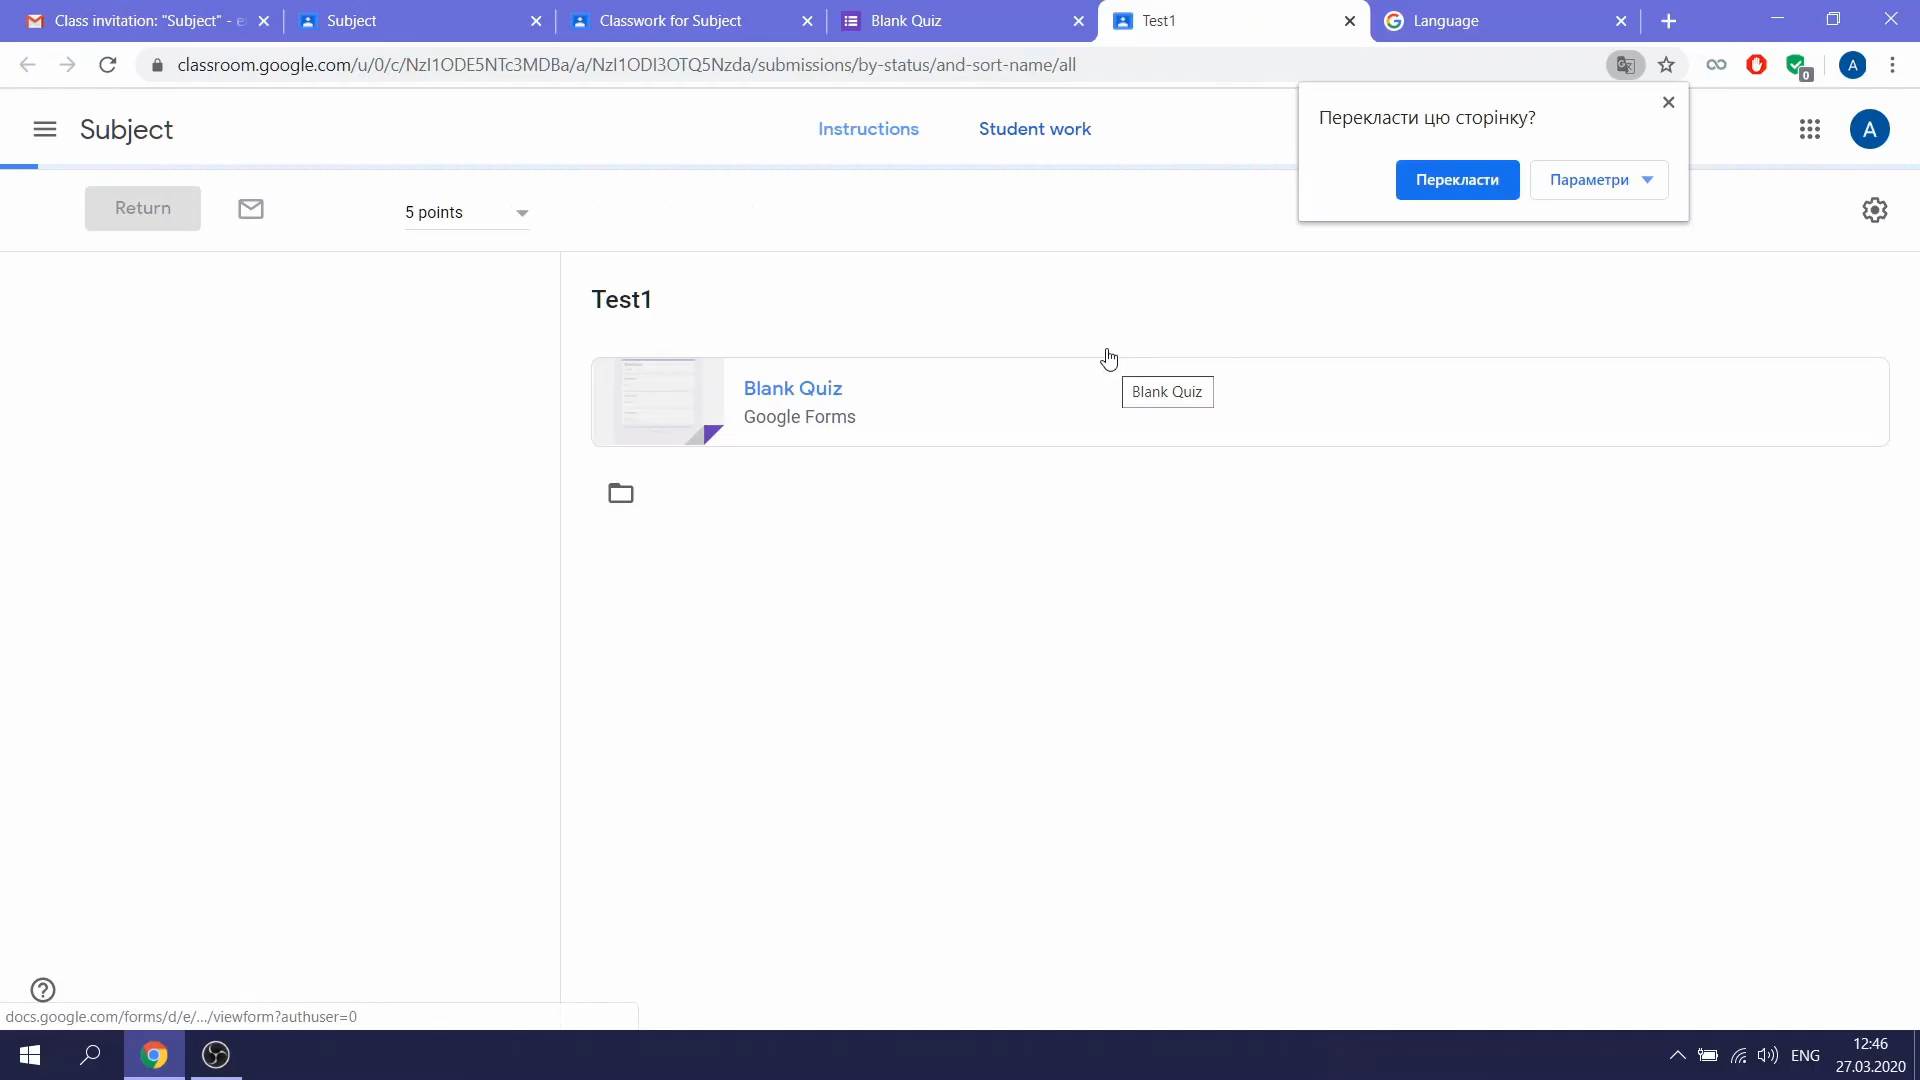 Class invitation: "Subject" - e
Subject
Classwork for Subject
Blank Quiz
Test1
Language
classroom.google.com/u/0/c/NzI1ODE5NTc3MDBa/a/NzI1ODI3OTQ5Nzda/submissions/by-status/and-sort-name/all
0
A
Subject
Instructions
Student work
Перекласти цю сторінку?
Перекласти
Параметри
A
Return
5 points
Test1
Blank Quiz
Google Forms
Blank Quiz
docs.google.com/forms/d/e/.../viewform?authuser=0
ENG
12:46
27.03.2020